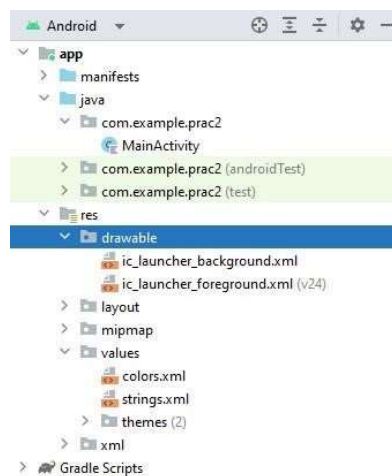 Android
app
manifests
java
com.example.prac2
MainActivity
com.example.prac2 (androidTest)
com.example.prac2 (test)
res
drawable
ic_launcher_background.xml
ic_launcher_foreground.xml (v24)
layout
mipmap
values
colors.xml
strings.xml
themes (2)
xml
Gradle Scripts